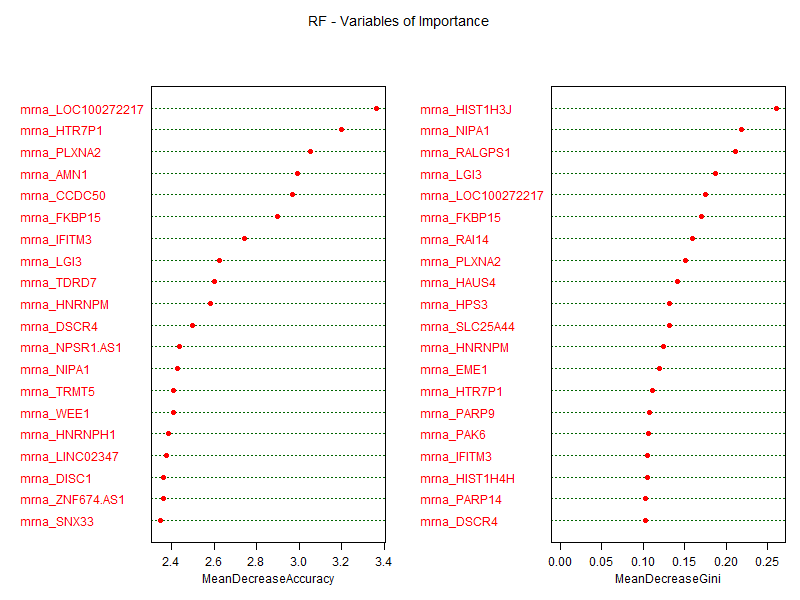 RF - Variables of Importance
mrna_LOC100272217
mrna_HTR7P1
mrna_PLXNA2
mrna_AMN1
mrna_CCDC50
mrna_FKBP15
mrna_IFITM3
mrna_LGI3
mrna_TDRD7
mrna_HNRNPM
mrna_DSCR4
mrna_NPSR1.AS1
mrna_NIPA1
mrna_TRMT5
mrna_WEE1
mrna_HNRNPH1
mrna_LINC02347
mrna_DISC1
mrna_ZNF674.AS1
mrna_SNX33
2.4 2.6 2.8 3.0 3.2 3.4
MeanDecreaseAccuracy
mrna_HIST1H3J
mrna_NIPA1
mrna_RALGPS1
mrna_LGI3
mrna_LOC100272217
mrna_FKBP15
mrna_RAI14
mrna_PLXNA2
mrna_HAUS4
mrna_HPS3
mrna_SLC25A44
mrna_HNRNPM
mrna_EME1
mrna_HTR7P1
mrna_PARP9
mrna_PAK6
mrna_IFITM3
mrna_HIST1H4H
mrna_PARP14
mrna_DSCR4
0.00 0.05 0.10 0.15 0.20 0.25
MeanDecreaseGini